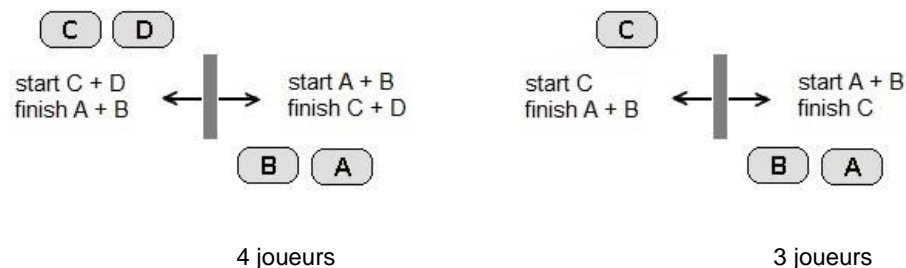 C D
start C + D
finish A + B
start A + B
finish C + D
B A
4 joueurs
C
start C
finish A + B
start A + B
finish C
B A
3 joueurs